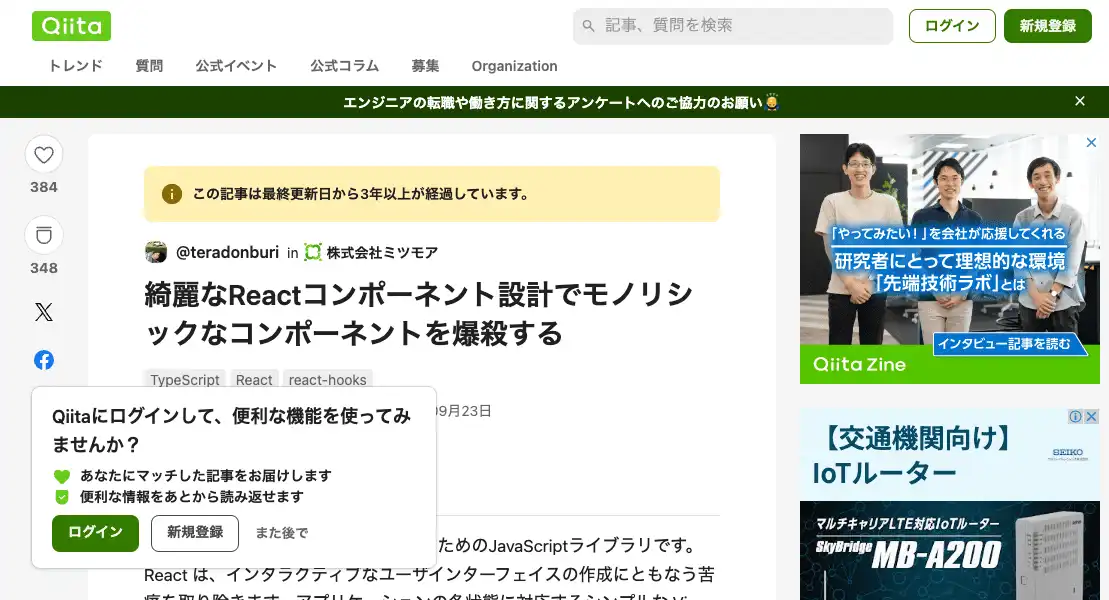 Qiita
記事、質問を検索
ログイン
新規登録
トレンド
質問
公式イベント
公式コラム
募集
Organization
エンジニアの転職や働き方に関するアンケートへのご協力のお願い
384
348
この記事は最終更新日から3年以上が経過しています。
@teradonburi in 株式会社ミツモア
綺麗なReactコンポーネント設計でモノリシ
ックなコンポーネントを爆殺する
TypeScript React react-hooks
09月23日
Qiitaにログインして、便利な機能を使ってみ
ませんか？
あなたにマッチした記事をお届けします
便利な情報をあとから読み返せます
ログイン 新規登録 また後で
ためのJavaScriptライブラリです。
React は、インタラクティブなユーザインターフェイスの作成にともなう苦
「やってみたい！」を会社が応援してくれる
研究者にとって理想的な環境
「先端技術ラボ」とは
インタビュー記事を読む
Qiita Zine
【交通機関向け】
IoTルーター
SEIKO
マルチキャリアLTE対応IoTルーター
SkyBridge MB-A200